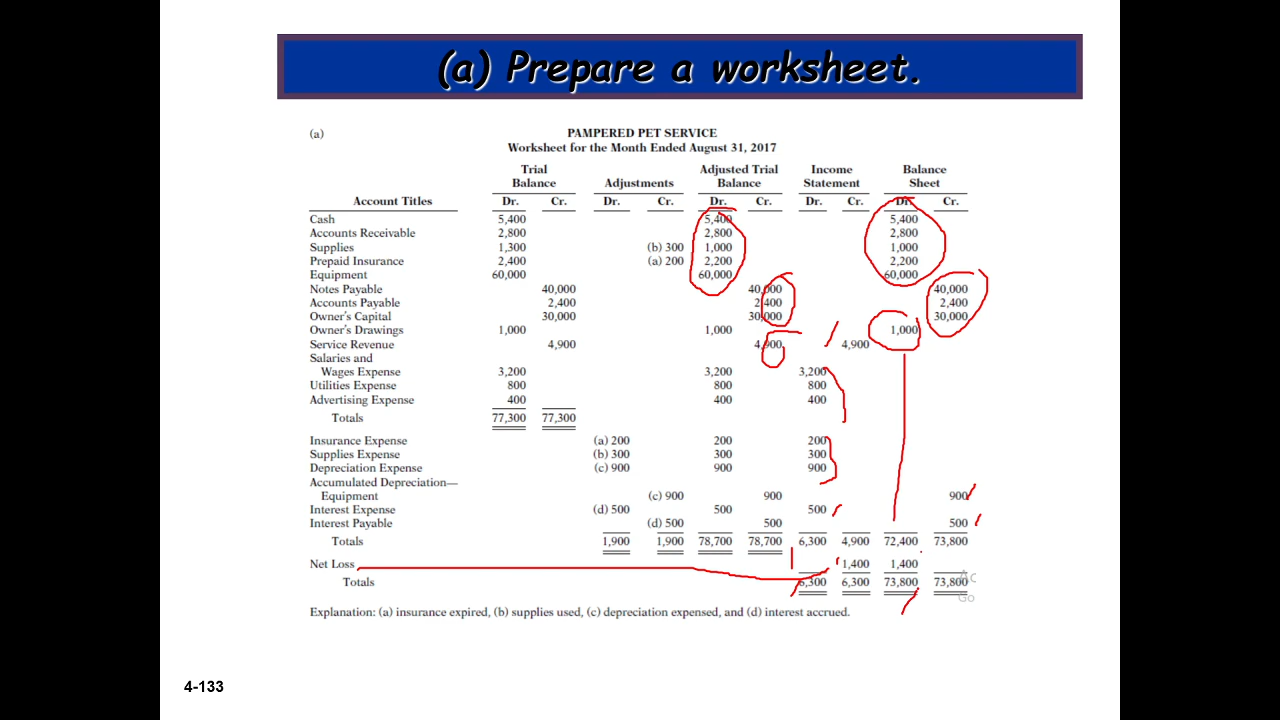 (a) Prepare a worksheet.
(a)
PAMPERED PET SERVICE
Worksheet for the Month Ended August 31, 2017
Trial Adjusted Trial Income Balance
Balance Adjustments Balance Statement Sheet
Account Titles Dr. Cr. Dr. Cr. Dr. Cr. Dr. Cr. Dr. Cr.
Cash 5,400 5,400 5,400
Accounts Receivable 2,800 2,800 2,800
Supplies 1,300 (b) 300 1,000 1,000
Prepaid Insurance 2,400 (a) 200 2,200 2,200
Equipment 60,000 60,000 60,000
Notes Payable 40,000 40,000 40,000
Accounts Payable 2,400 2,400 2,400
Owner's Capital 30,000 30,000 30,000
Owner's Drawings 1,000 1,000 1,000
Service Revenue 4,900 4,900 4,900
Salaries and
Wages Expense 3,200 3,200 3,200
Utilities Expense 800 800 800
Advertising Expense 400 400 400
Totals 77,300 77,300
Insurance Expense (a) 200 200 200
Supplies Expense (b) 300 300 300
Depreciation Expense (c) 900 900 900
Accumulated Depreciation—
Equipment (c) 900 900 900
Interest Expense (d) 500 500 500
Interest Payable (d) 500 500 500
Totals 1,900 1,900 78,700 78,700 6,300 4,900 72,400 73,800
Net Loss 1,400 1,400
Totals 6,300 6,300 73,800 73,800
Explanation: (a) insurance expired, (b) supplies used, (c) depreciation expensed, and (d) interest accrued.
Go
4-133